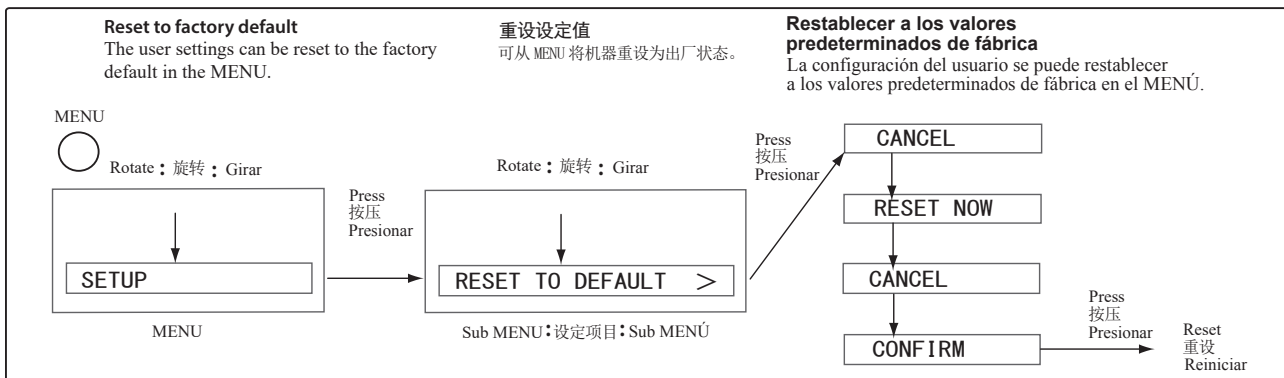 Reset to factory default
The user settings can be reset to the factory
default in the MENU.
重设设定值
可从 MENU 将机器重设为出厂状态。
Restablecer a los valores
predeterminados de fábrica
La configuración del usuario se puede restablecer
a los valores predeterminados de fábrica en el MENÚ.
MENU
Rotate：旋转：Girar
SETUP
MENU
Press
按压
Presionar
Rotate：旋转：Girar
RESET TO DEFAULT >
Sub MENU：设定项目：Sub MENÚ
Press
按压
Presionar
CANCEL
RESET NOW
CANCEL
CONFIRM
Press
按压
Presionar
Reset
重设
Reiniciar